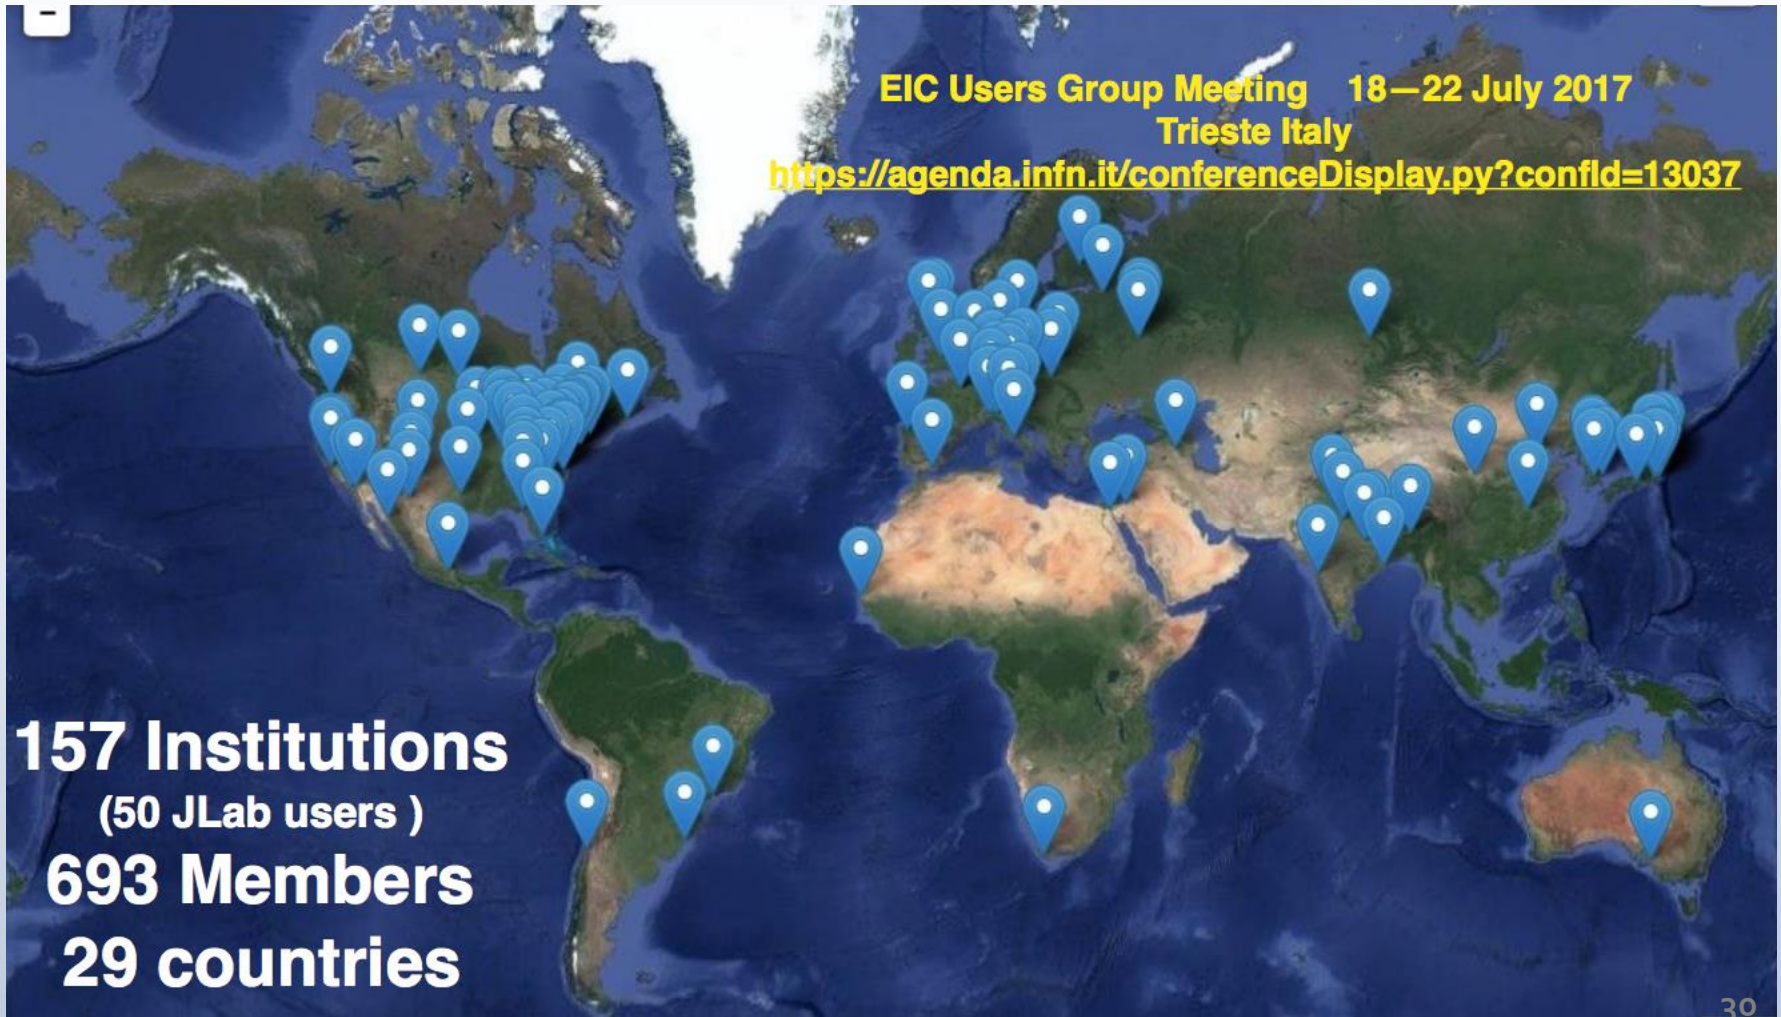 EIC Users Group Meeting 18—22 July 2017
Trieste Italy
https://agenda.infn.it/conferenceDisplay.py?confId=13037
157 Institutions
(50 JLab users )
693 Members
29 countries